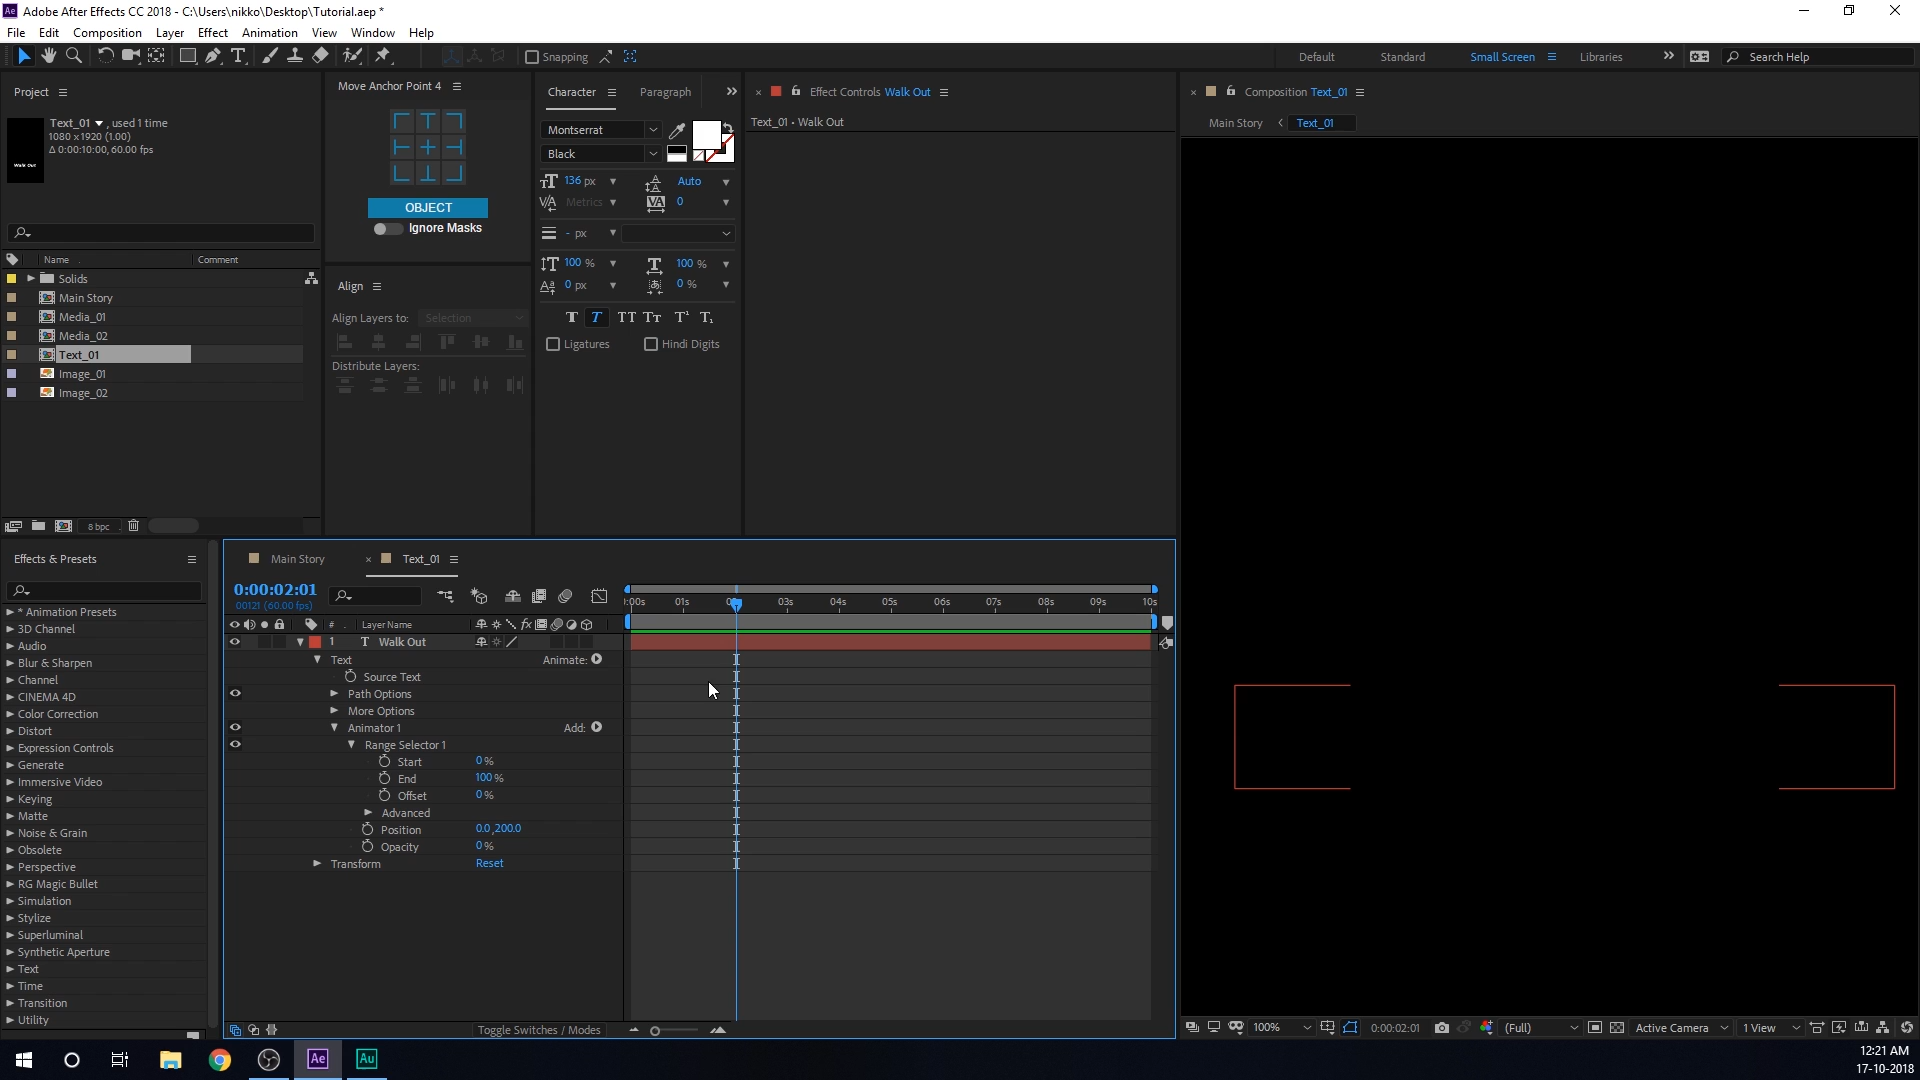 Adobe After Effects CC 2018 - C:\Users\nikko\Desktop\Tutorial.aep *
File Edit Composition Layer Effect Animation View Window Help
Snapping
Default Standard Small Screen Libraries Search Help
Project
Text_01 , used 1 time
1080 x 1920 (1.00)
Δ 0:00:10:00, 60.00 fps
Walk Out
Name Comment
Solids
Main Story
Media_01
Media_02
Text_01
Image_01
Image_02
8 bpc
Move Anchor Point 4
OBJECT
Ignore Masks
Align
Align Layers to: Selection
Distribute Layers:
Character Paragraph
Montserrat
Black
136 px Auto
Metrics 0
- px
100 % 100 %
0 px 0 %
Ligatures Hindi Digits
Effect Controls Walk Out
Text_01 • Walk Out
Composition Text_01
Main Story Text_01
Effects & Presets
* Animation Presets
3D Channel
Audio
Blur & Sharpen
Channel
CINEMA 4D
Color Correction
Distort
Expression Controls
Generate
Immersive Video
Keying
Matte
Noise & Grain
Obsolete
Perspective
RG Magic Bullet
Simulation
Stylize
Superluminal
Synthetic Aperture
Text
Time
Transition
Utility
Main Story Text_01
0:00:02:01
00121 (60.00 fps)
:00s 01s 03s 04s 05s 06s 07s 08s 09s 10s
# Layer Name
1 T Walk Out
Text Animate:
Source Text
Path Options
More Options
Animator 1 Add:
Range Selector 1
Start 0%
End 100%
Offset 0%
Advanced
Position 0.0,200.0
Opacity 0%
Transform Reset
Toggle Switches / Modes
100% 0:00:02:01 (Full) Active Camera 1 View
Ae Au
12:21 AM
17-10-2018